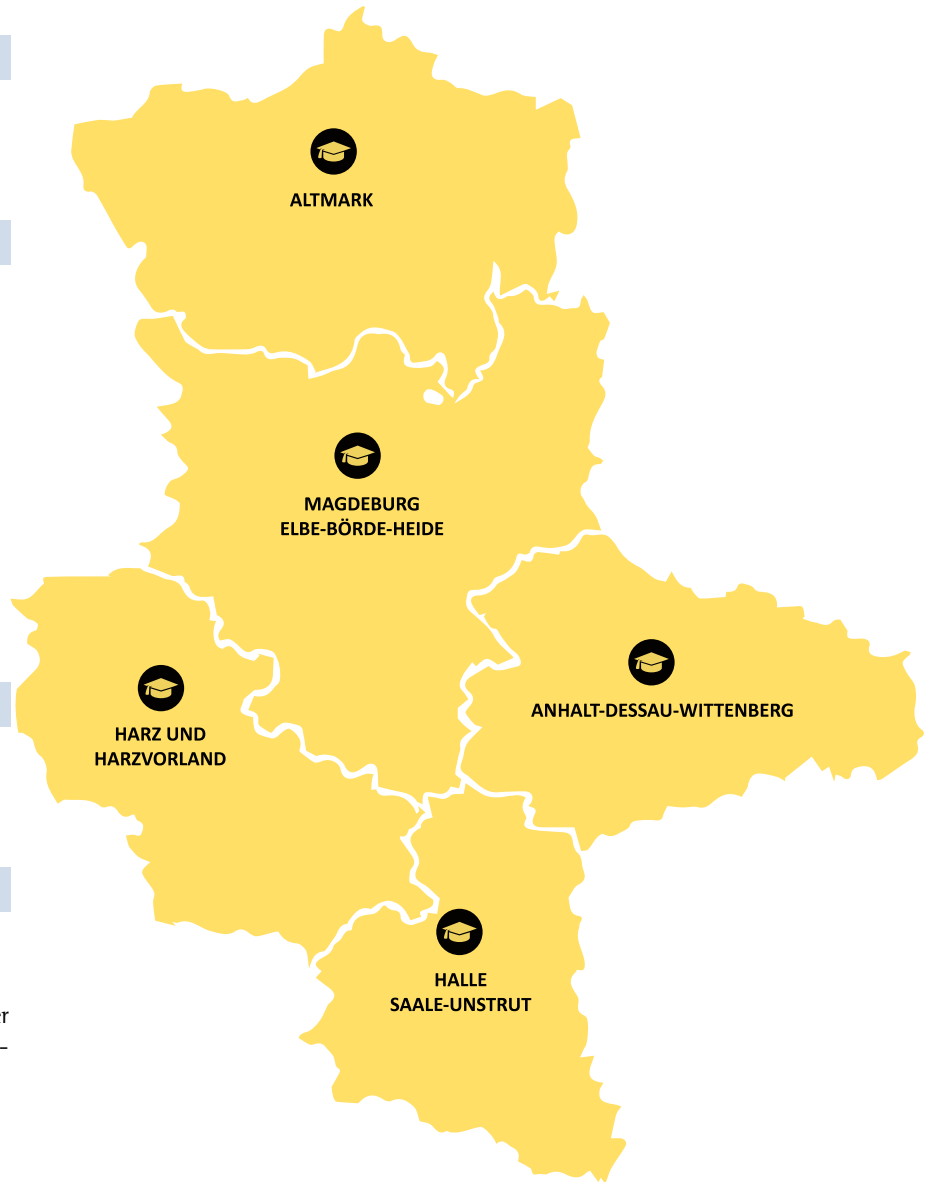 ALTMARK
MAGDEBURG
ELBE-BÖRDE-HEIDE
ANHALT-DESSAU-WITTENBERG
HARZ UND
HARZVORLAND
HALLE
SAALE-UNSTRUT
–